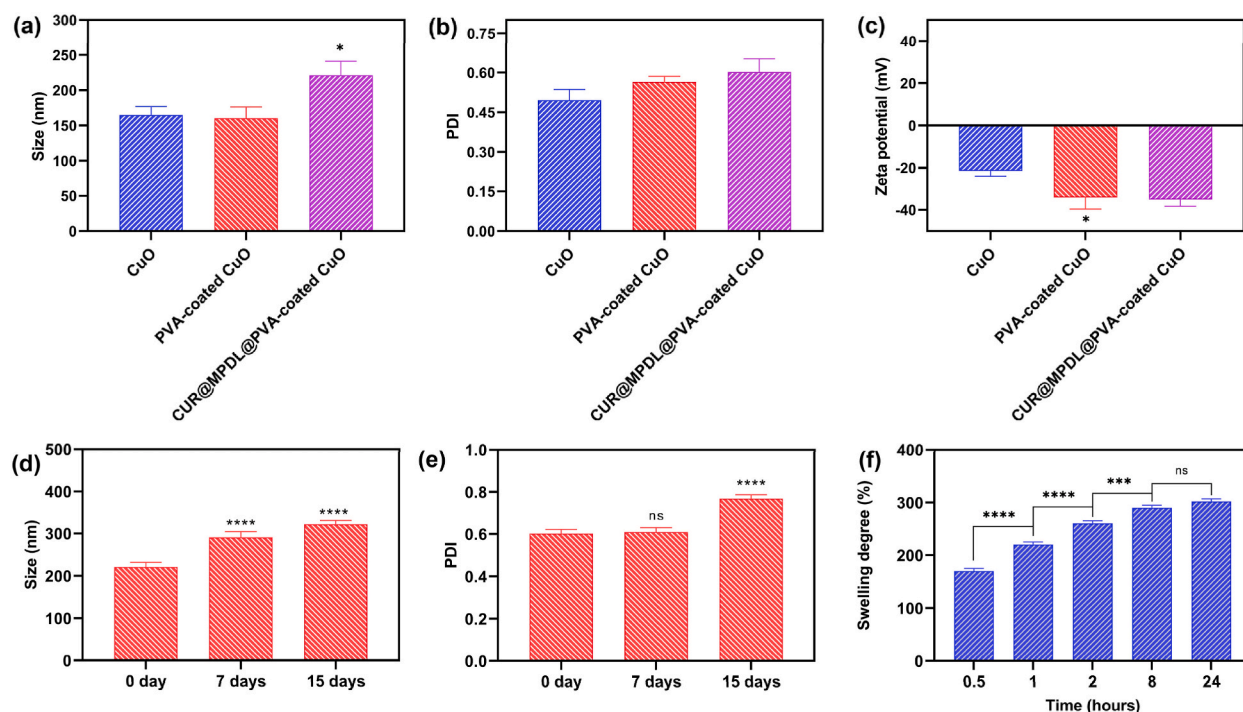 (a)
Size (nm)
300
250
200
150
100
50
0
*
CuO
PVA-coated CuO
CUR@MPDL@PVA-coated CuO
(b)
PDI
0.75
0.60
0.45
0.30
0.15
0.00
CuO
PVA-coated CuO
CUR@MPDL@PVA-coated CuO
(c)
Zeta potential (mV)
40
20
0
-20
-40
*
CuO
PVA-coated CuO
CUR@MPDL@PVA-coated CuO
(d)
Size (nm)
500
400
300
200
100
0
****
****
0 day
7 days
15 days
(e)
PDI
1.0
0.8
0.6
0.4
0.2
0.0
ns
****
0 day
7 days
15 days
(f)
Swelling degree (%)
400
300
200
100
0
****
****
***
ns
0.5
1
2
8
24
Time (hours)